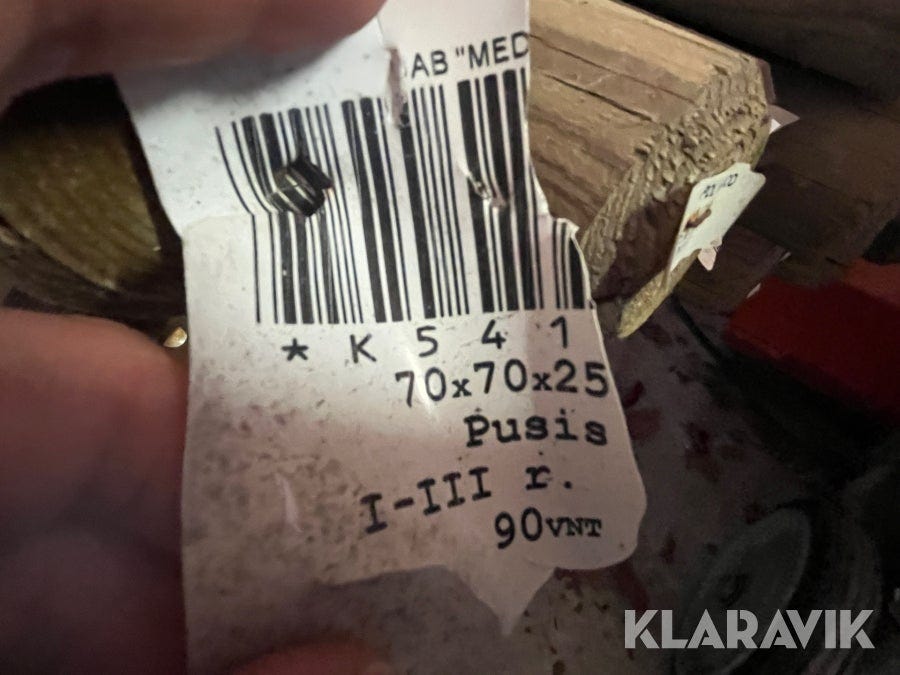 AB "MED
* K 5 4 1
70x70x25
Pusis
I-III r.
90VNT
KLARAVIK